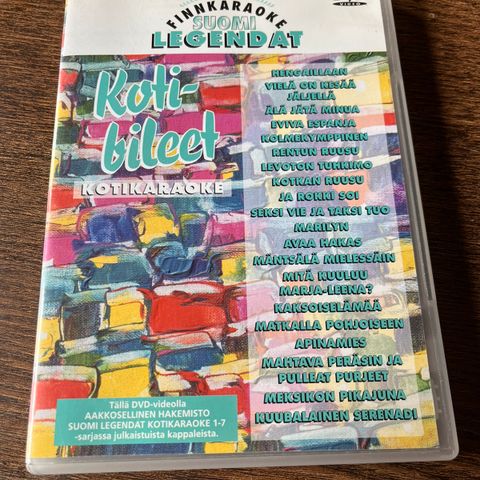 VIDEO
FINNKARAOKE
SUOMI
LEGENDAT
Koti-
bileet
KOTIKARAOKE
HENGAILLAAN
VIELÄ ON KESÄÄ
JÄLJELLÄ
ÄLÄ JÄTÄ MINUA
EVIVA ESPANJA
KOLMEKYMPPINEN
RENTUN RUUSU
LEVOTON TUHKIMO
KOTKAN RUUSU
JA ROKKI SOI
SEKSI VIE JA TAKSI TUO
MARILYN
AVAA HAKAS
MÄNTSÄLÄ MIELESSÄIN
MITÄ KUULUU
MARJA-LEENA?
KAKSOISELÄMÄÄ
MATKALLA POHJOISEEN
APINAMIES
MAHTAVA PERÄSIN JA
PULLEAT PURJEET
MEKSIKON PIKAJUNA
KUUBALAINEN SERENADI
Tällä DVD-videolla
AAKKOSELLINEN HAKEMISTO
SUOMI LEGENDAT KOTIKARAOKE 1-7
-sarjassa julkaistuista kappaleista.